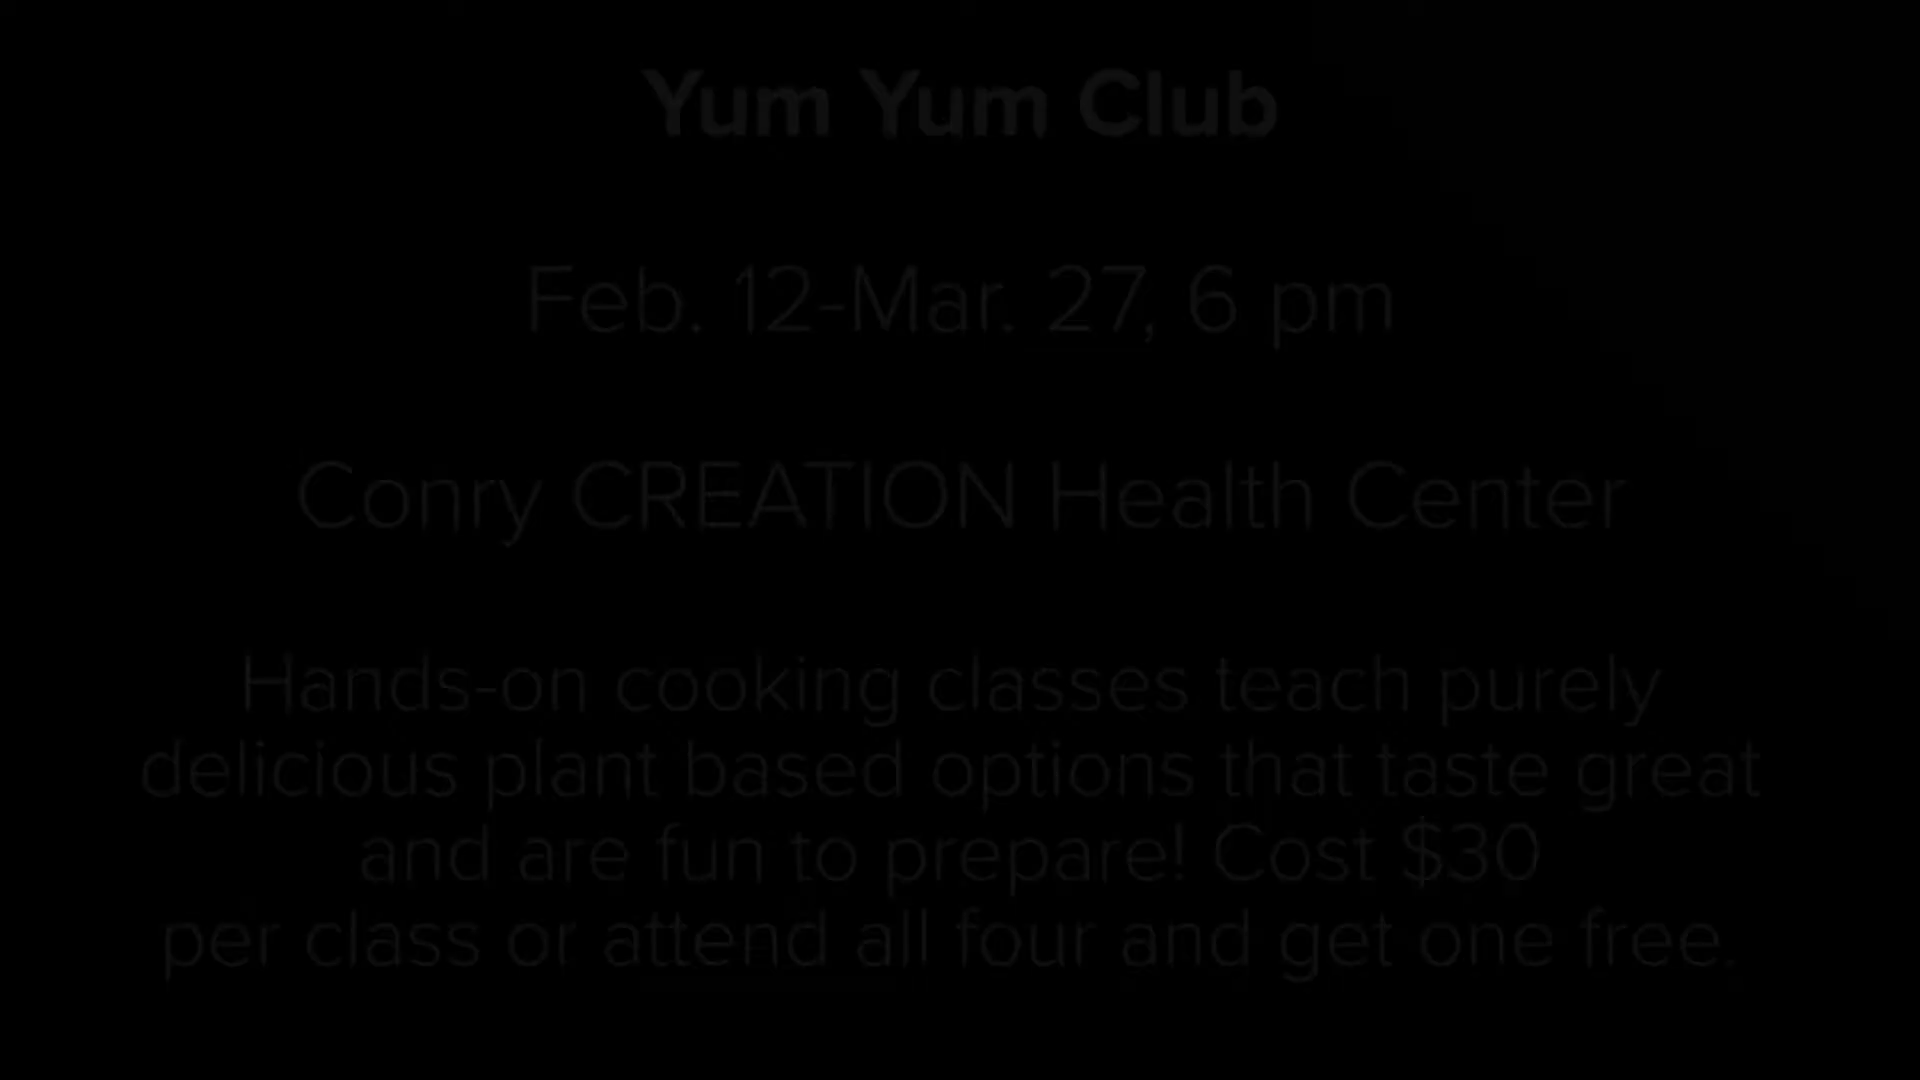 Yum Yum Club
Feb. 12-Mar. 27, 6 pm
Conry CREATION Health Center
Hands-on cooking classes teach purely
delicious plant based options that taste great
and are fun to prepare! Cost $30
per class or attend all four and get one free.